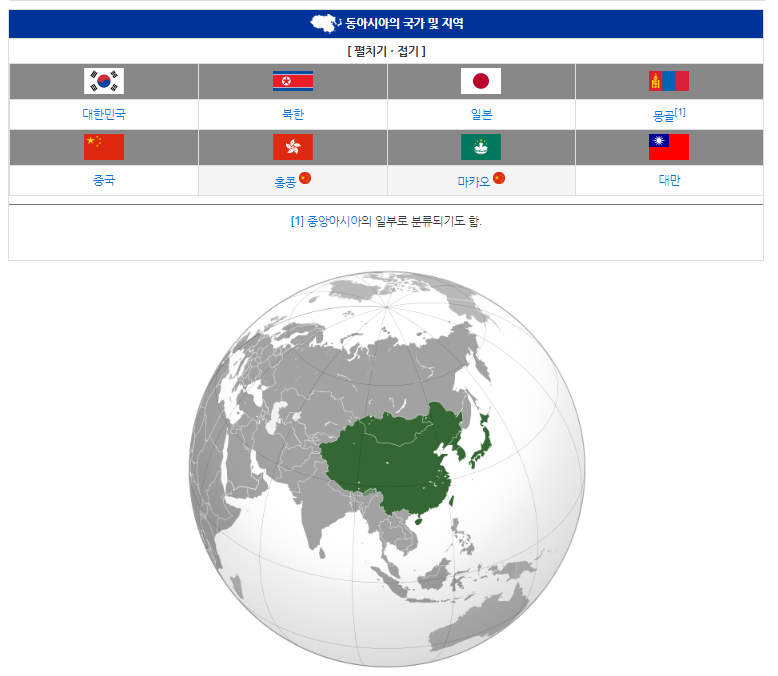 동아시아의 국가 및 지역
[ 펼치기 · 접기 ]
대한민국 북한 일본 몽골[1]
중국 홍콩 마카오 대만
[1] 중앙아시아의 일부로 분류되기도 함.